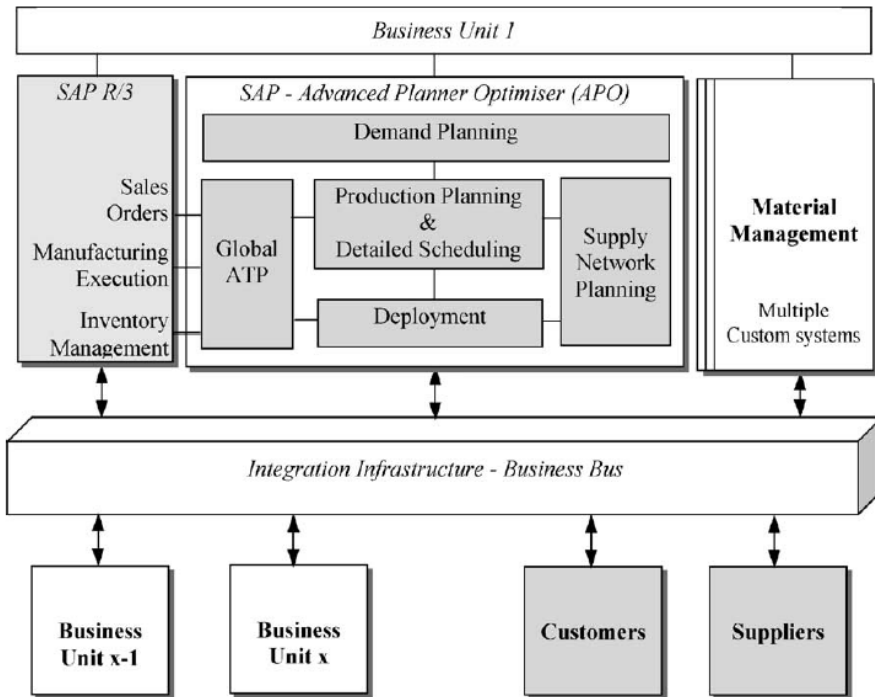 Business Unit 1
SAP R/3
SAP - Advanced Planner Optimiser (APO)
Demand Planning
Sales
Orders
Manufacturing
Execution
Inventory
Management
Global
ATP
Production Planning
&
Detailed Scheduling
Deployment
Supply
Network
Planning
Material
Management
Multiple
Custom systems
Integration Infrastructure - Business Bus
Business
Unit x-1
Business
Unit x
Customers
Suppliers